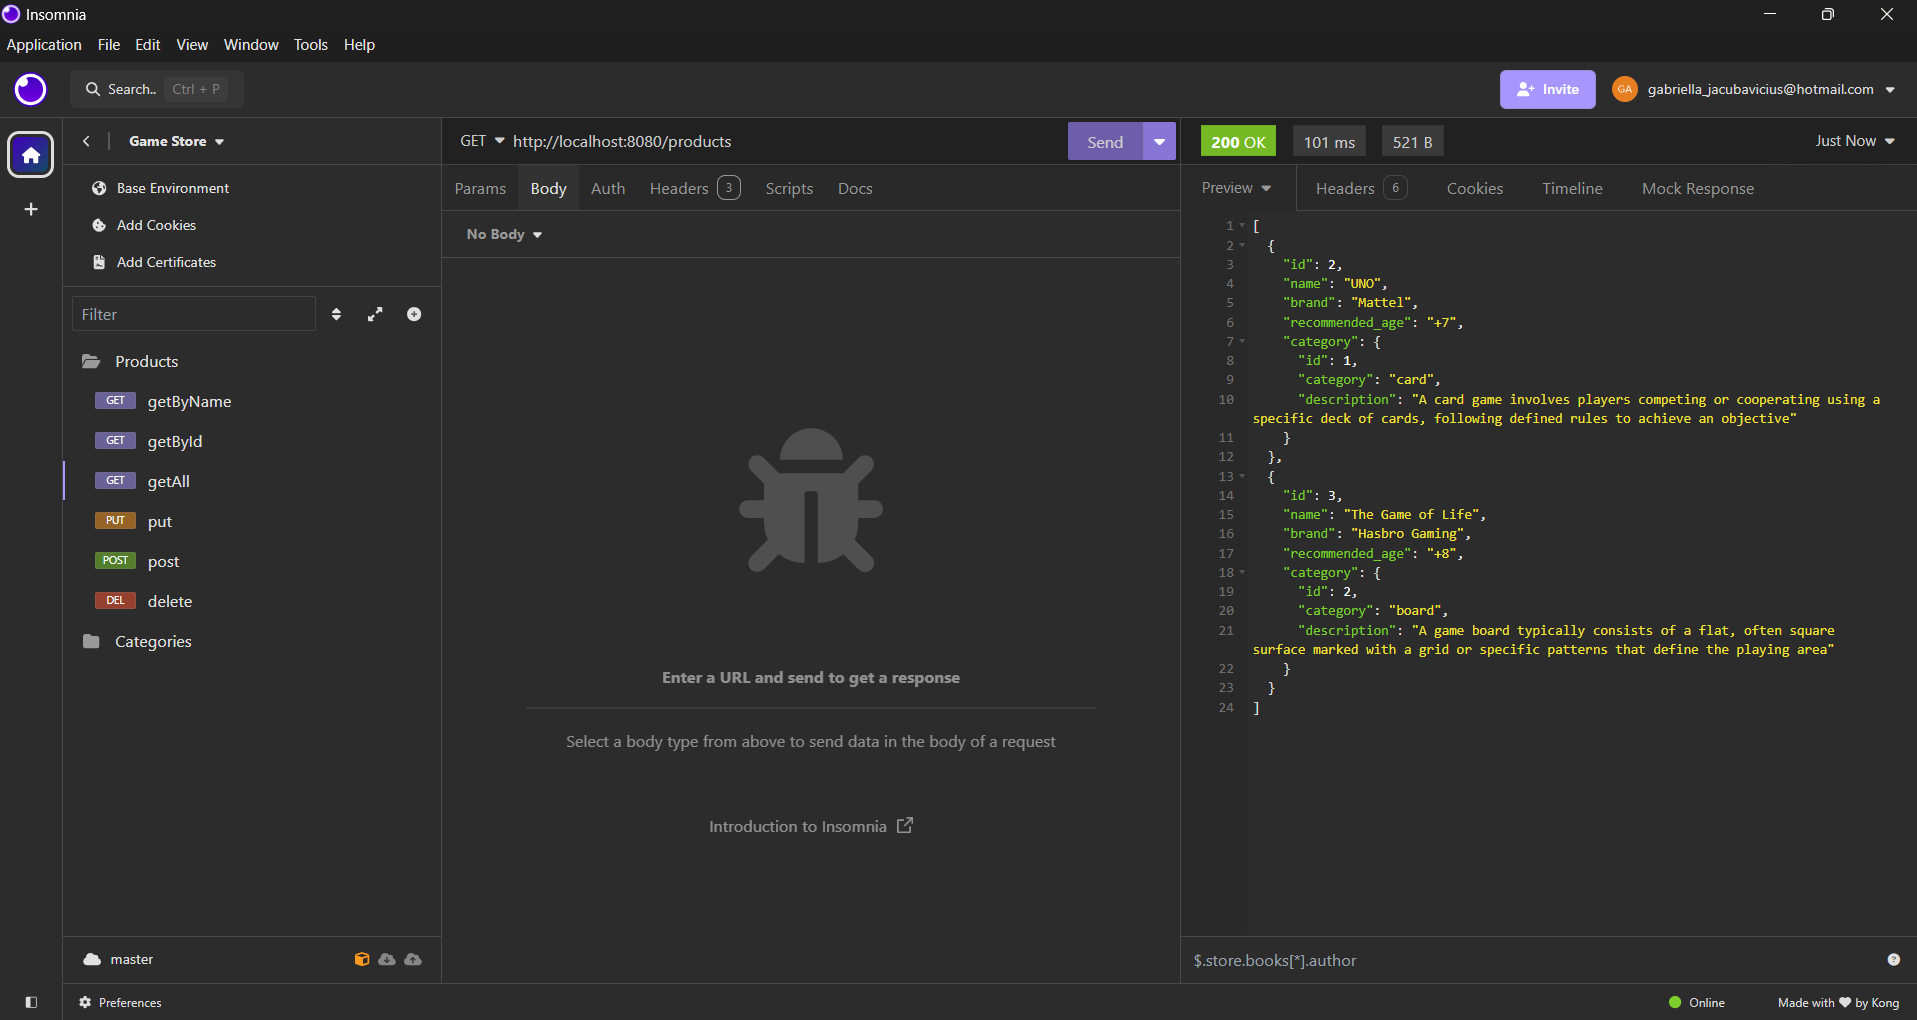 Insomnia
Application File Edit View Window Tools Help
Search.. Ctrl + P
Invite
GA gabriella_jacubavicius@hotmail.com
Game Store
Base Environment
Add Cookies
Add Certificates
Filter
Products
GET getByName
GET getById
GET getAll
PUT put
POST post
DEL delete
Categories
master
Preferences
GET http://localhost:8080/products
Send
Params Body Auth Headers 3 Scripts Docs
No Body
Enter a URL and send to get a response
Select a body type from above to send data in the body of a request
Introduction to Insomnia
200 OK 101 ms 521 B
Just Now
Preview Headers 6 Cookies Timeline Mock Response
1 [
2 {
3 "id": 2,
4 "name": "UNO",
5 "brand": "Mattel",
6 "recommended_age": "+7",
7 "category": {
8 "id": 1,
9 "category": "card",
10 "description": "A card game involves players competing or cooperating using a
specific deck of cards, following defined rules to achieve an objective"
11 }
12 },
13 {
14 "id": 3,
15 "name": "The Game of Life",
16 "brand": "Hasbro Gaming",
17 "recommended_age": "+8",
18 "category": {
19 "id": 2,
20 "category": "board",
21 "description": "A game board typically consists of a flat, often square
surface marked with a grid or specific patterns that define the playing area"
22 }
23 }
24 ]
$.store.books[*].author
?
Online
Made with ♥ by Kong